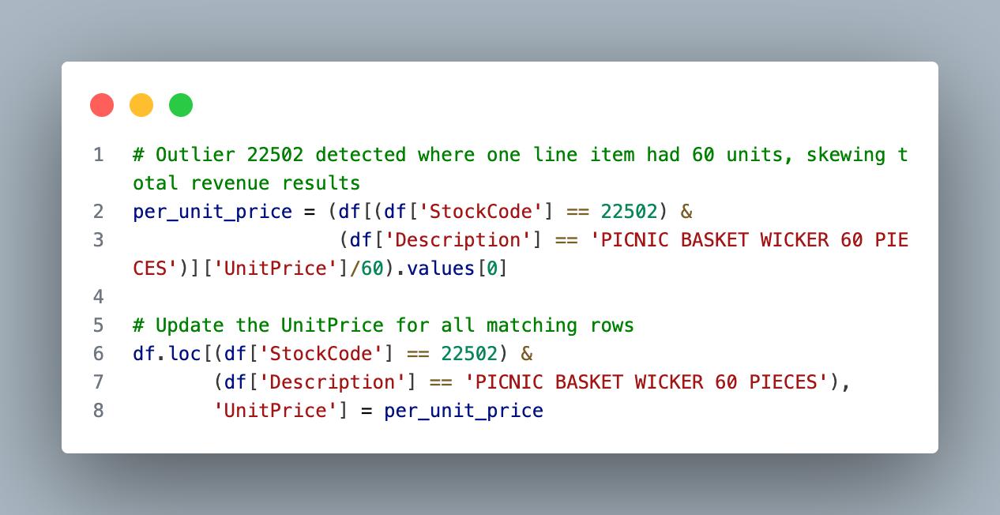 1 # Outlier 22502 detected where one line item had 60 units, skewing t
otal revenue results
2 per_unit_price = (df[(df['StockCode'] == 22502) &
3                   (df['Description'] == 'PICNIC BASKET WICKER 60 PIE
CES')]['UnitPrice']/60).values[0]
4
5 # Update the UnitPrice for all matching rows
6 df.loc[(df['StockCode'] == 22502) &
7        (df['Description'] == 'PICNIC BASKET WICKER 60 PIECES'),
8        'UnitPrice'] = per_unit_price